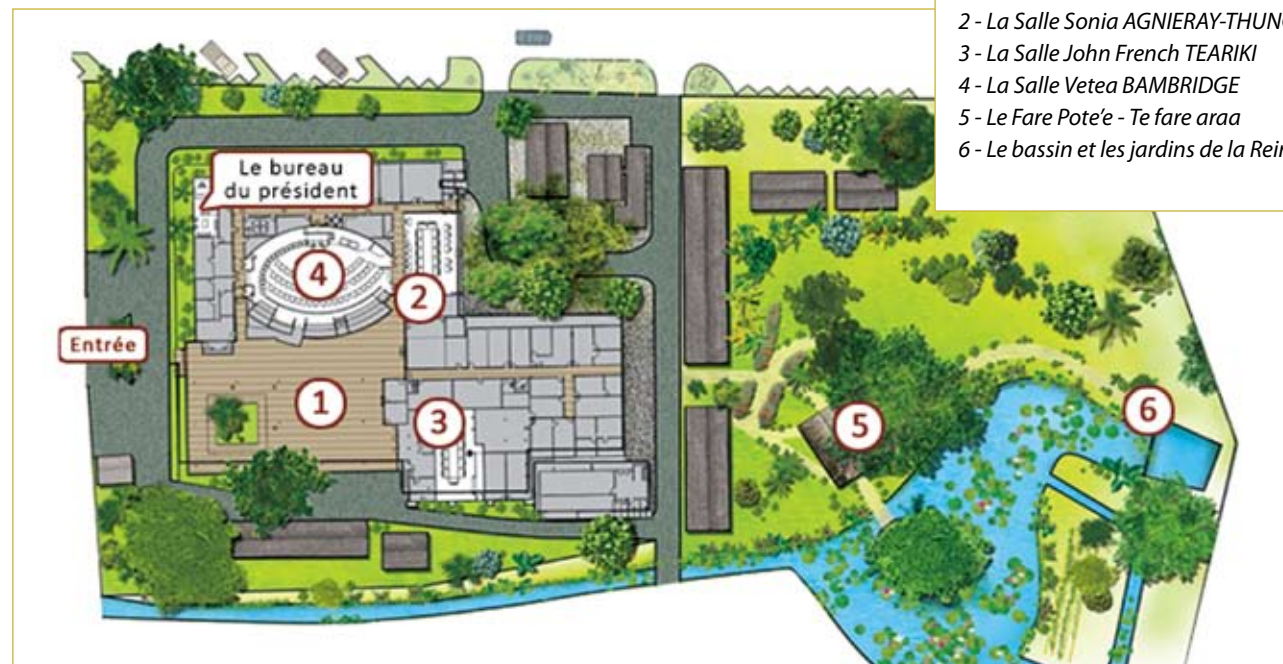 2 - La Salle Sonia AGNIERAY-THUN
3 - La Salle John French TEARIKI
4 - La Salle Vetea BAMBRIDGE
5 - Le Fare Pote'e - Te fare araa
6 - Le bassin et les jardins de la Rei
Le bureau
du président
4
2
Entrée
1
3
5
6